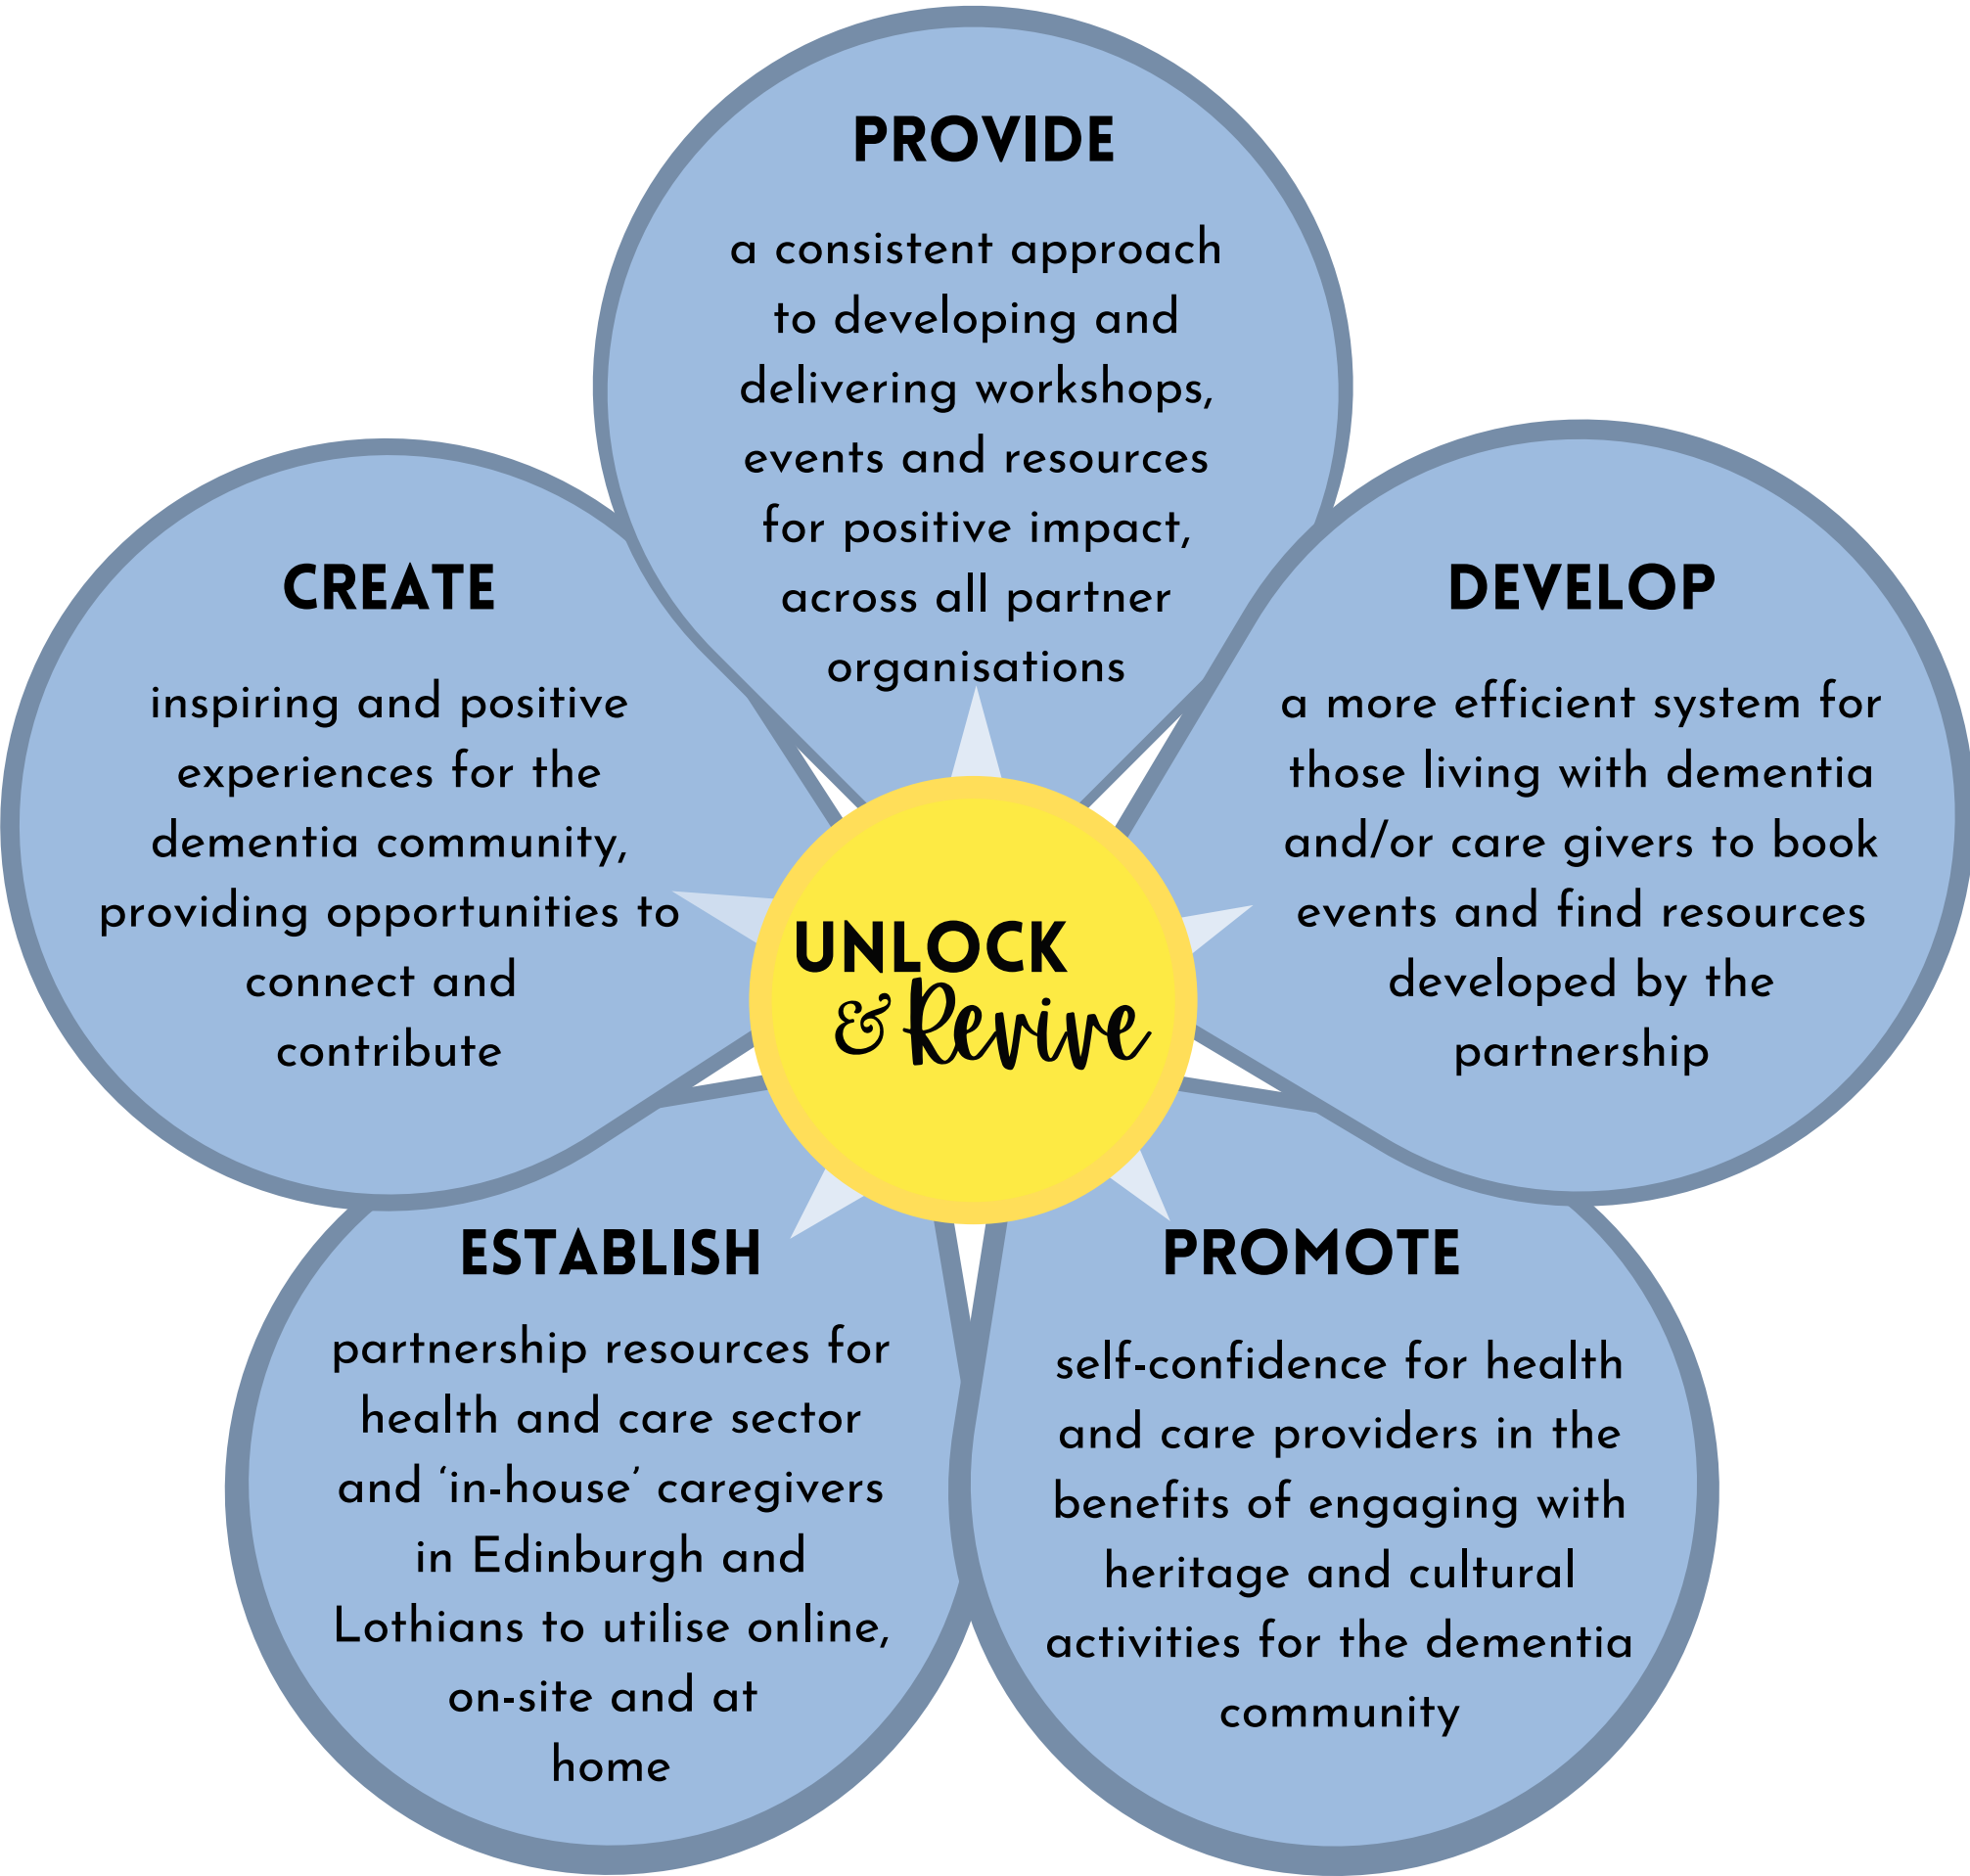 PROVIDE
a consistent approach
to developing and
delivering workshops,
events and resources
for positive impact,
across all partner
organisations
CREATE
inspiring and positive
experiences for the
dementia community,
providing opportunities to
connect and
contribute
DEVELOP
a more efficient system for
those living with dementia
and/or care givers to book
events and find resources
developed by the
partnership
UNLOCK
& Revive
ESTABLISH
partnership resources for
health and care sector
and ‘in-house’ caregivers
in Edinburgh and
Lothians to utilise online,
on-site and at
home
PROMOTE
self-confidence for health
and care providers in the
benefits of engaging with
heritage and cultural
activities for the dementia
community